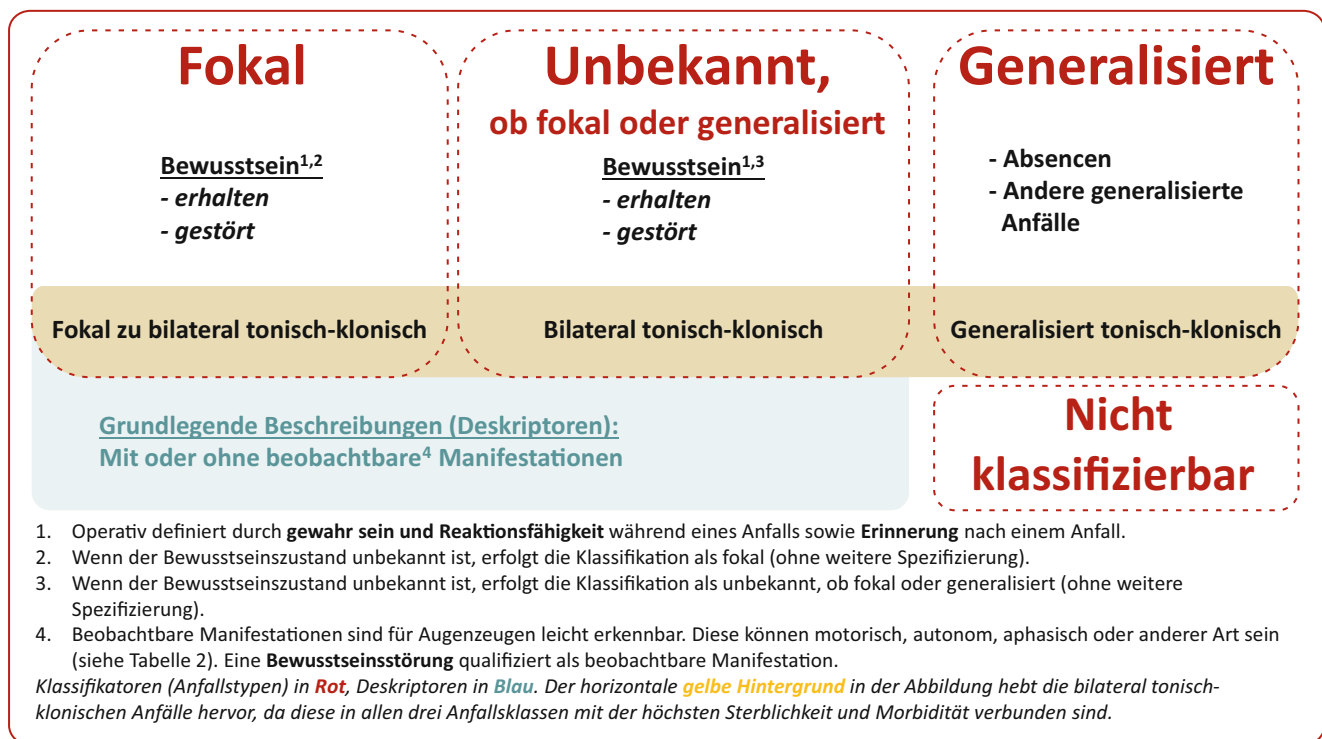 Fokal
Bewusstsein1,2
- erhalten
- gestört
Fokal zu bilateral tonisch-klonisch
Unbekannt,
ob fokal oder generalisiert
Bewusstsein1,3
- erhalten
- gestört
Bilateral tonisch-klonisch
Generalisiert
- Absencen
- Andere generalisierte
Anfälle
Generalisiert tonisch-klonisch
Grundlegende Beschreibungen (Deskriptoren):
Mit oder ohne beobachtbare4 Manifestationen
Nicht
klassifizierbar
1. Operativ definiert durch gewahr sein und Reaktionsfähigkeit während eines Anfalls sowie Erinnerung nach einem Anfall.
2. Wenn der Bewusstseinszustand unbekannt ist, erfolgt die Klassifikation als fokal (ohne weitere Spezifizierung).
3. Wenn der Bewusstseinszustand unbekannt ist, erfolgt die Klassifikation als unbekannt, ob fokal oder generalisiert (ohne weitere
Spezifizierung).
4. Beobachtbare Manifestationen sind für Augenzeugen leicht erkennbar. Diese können motorisch, autonom, aphasisch oder anderer Art sein
(siehe Tabelle 2). Eine Bewusstseinsstörung qualifiziert als beobachtbare Manifestation.
Klassifikatoren (Anfallstypen) in Rot, Deskriptoren in Blau. Der horizontale gelbe Hintergrund in der Abbildung hebt die bilateral tonisch-
klonischen Anfälle hervor, da diese in allen drei Anfallsklassen mit der höchsten Sterblichkeit und Morbidität verbunden sind.